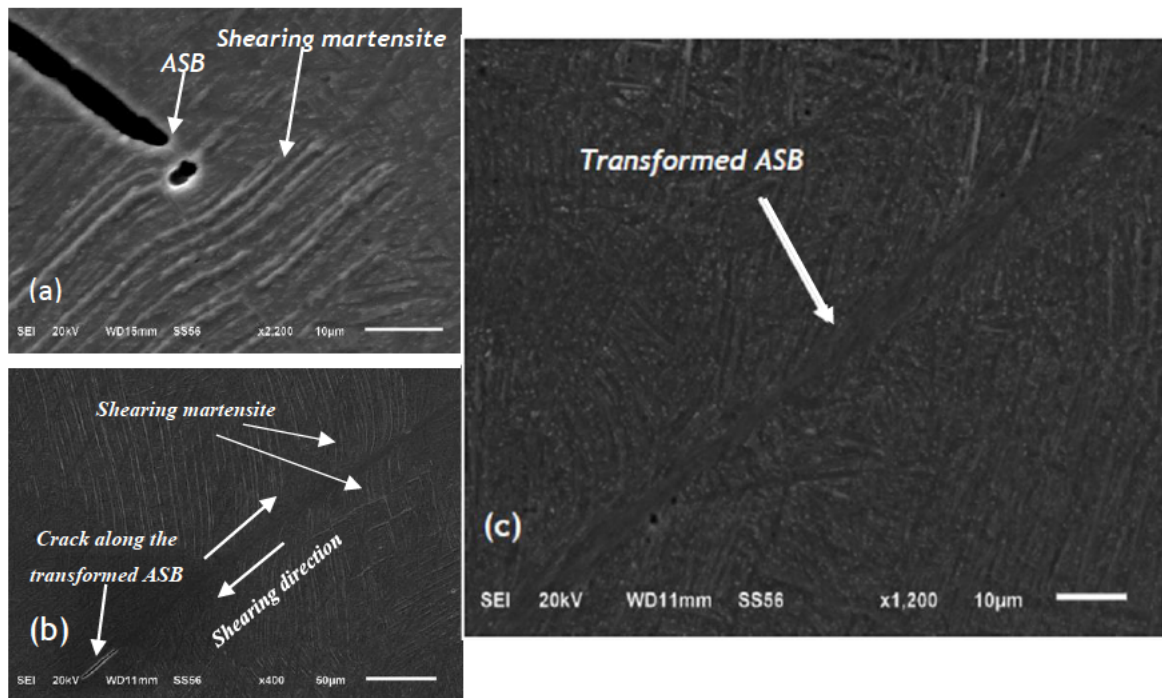 Shearing martensite
ASB
(a)
SEI 20kV WD15mm SS56 x2,200 10μm
Shearing martensite
Crack along the
transformed ASB
Shearing direction
(b)
SEI 20kV WD11mm SS56 x400 50μm
Transformed ASB
(c)
SEI 20kV WD11mm SS56 x1,200 10μm